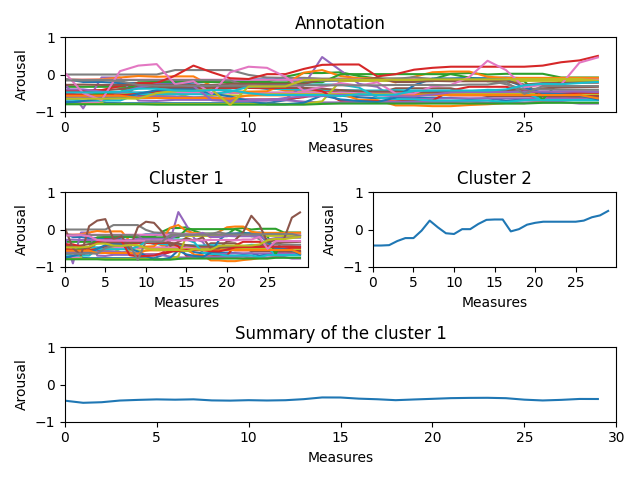 Annotation
1
0
−1
Arousal
0 5 10 15 20 25
Measures
Cluster 1 Cluster 2
1 1
0 0
−1 −1
Arousal Arousal
0 5 10 15 20 25 0 5 10 15 20 25
Measures Measures
Summary of the cluster 1
1
0
−1
Arousal
0 5 10 15 20 25 30
Measures